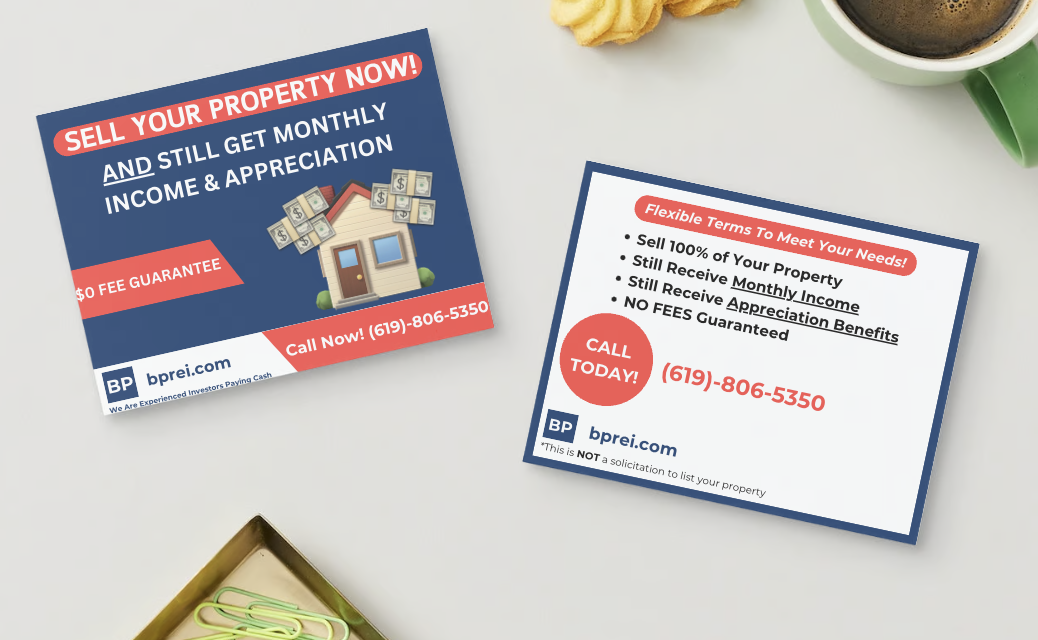 SELL YOUR PROPERTY NOW!
AND STILL GET MONTHLY
INCOME & APPRECIATION
$0 FEE GUARANTEE
Call Now! (619)-806-5350
BP bprei.com
We Are Experienced Investors Paying Cash
Flexible Terms To Meet Your Needs!
• Sell 100% of Your Property
• Still Receive Monthly Income
• Still Receive Appreciation Benefits
• NO FEES Guaranteed
CALL
TODAY!
(619)-806-5350
BP bprei.com
*This is NOT a solicitation to list your property